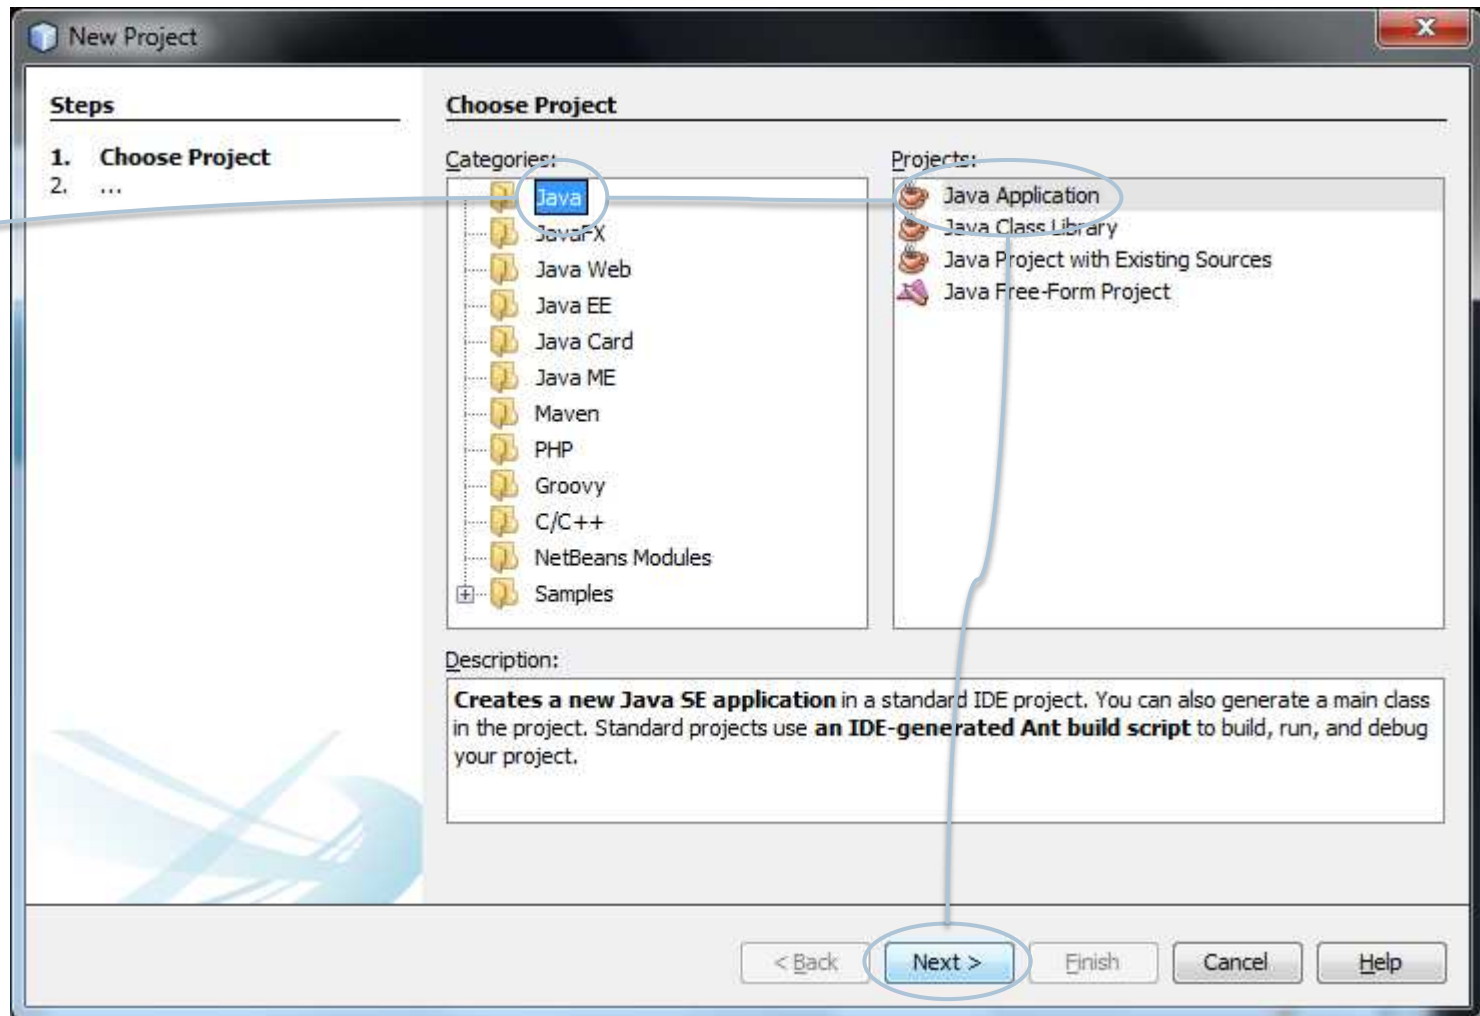 New Project
Steps
1. Choose Project
2. ...
Choose Project
Categories:
Java
JavaFX
Java Web
Java EE
Java Card
Java ME
Maven
PHP
Groovy
C/C++
NetBeans Modules
Samples
Projects:
Java Application
Java Class Library
Java Project with Existing Sources
Java Free-Form Project
Description:
Creates a new Java SE application in a standard IDE project. You can also generate a main class
in the project. Standard projects use an IDE-generated Ant build script to build, run, and debug
your project.
< Back Next > Finish Cancel Help